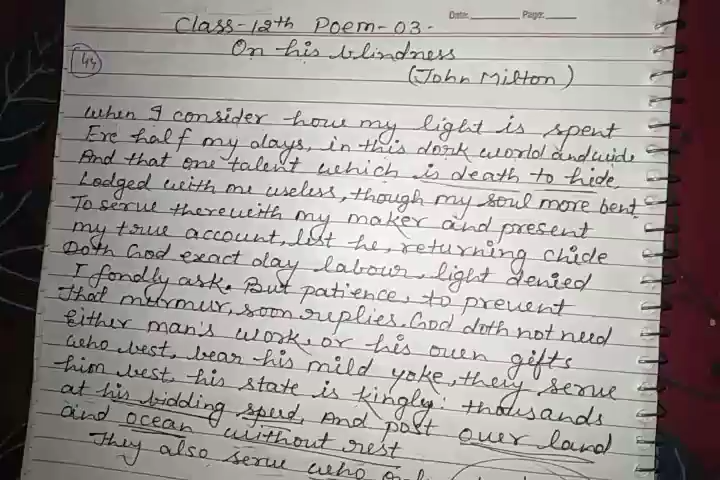 Date: Page:
Class-12th Poem-03.
On his blindness
44
(John Milton)
when I consider how my light is spent
Ere half my days, in this dark world and wide
And that one talent which is death to hide,
Lodged with me useless, though my soul more bent
To serve therewith my maker and present
my true account, lest he, returning chide
Doth God exact day labour, light denied
I fondly ask. But patience, to prevent
that murmur, soon replies. God doth not need
Either man's work, or his own gifts
who best, bear his mild yoke, they serve
him best, his state is kingly: thousands
at his bidding speed, And post over land
and ocean without rest
They also serve who